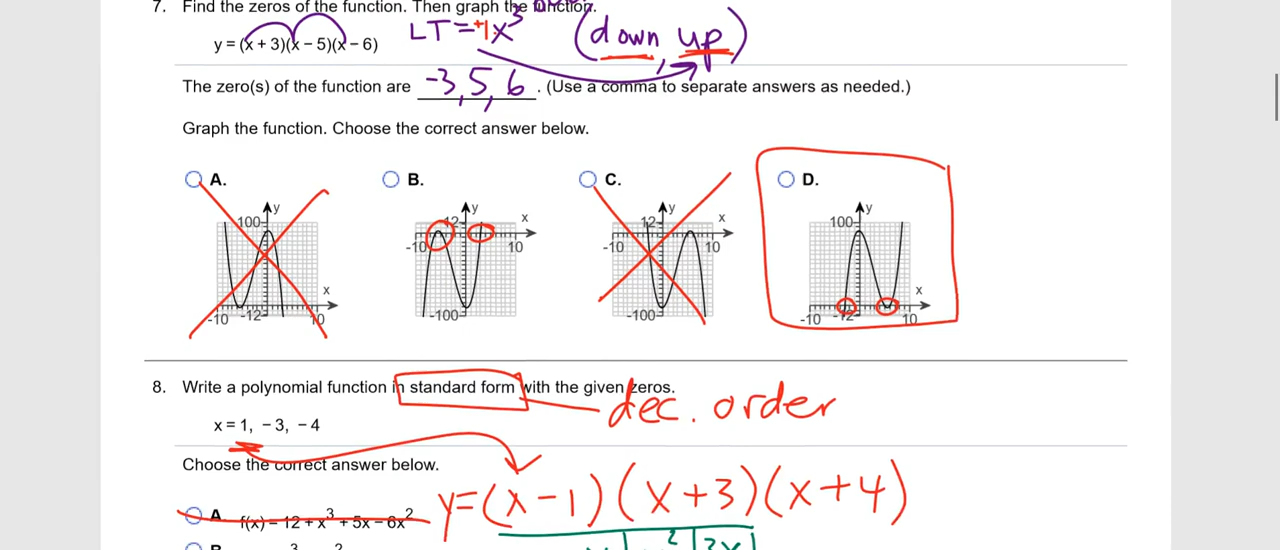 7. Find the zeros of the function. Then graph the function.
y = (x + 3)(x − 5)(x − 6) LT=+1x³ (down, up)
The zero(s) of the function are -3, 5, 6 . (Use a comma to separate answers as needed.)
Graph the function. Choose the correct answer below.
A. B. C. D.
100 y 12 y x 12 y x 100 y
-10 10 -10 10
x x
-10 -12 10 -100 -100 -10 -12 10
8. Write a polynomial function in standard form with the given zeros.
dec. order
x = 1, − 3, − 4
Choose the correct answer below.
y=(x-1)(x+3)(x+4)
A. f(x) = 12 + x³ + 5x − 6x²